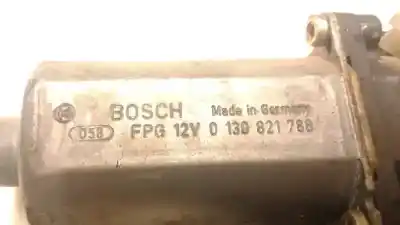 BOSCH Made in Germany
058 FPG 12V 0 130 821 788